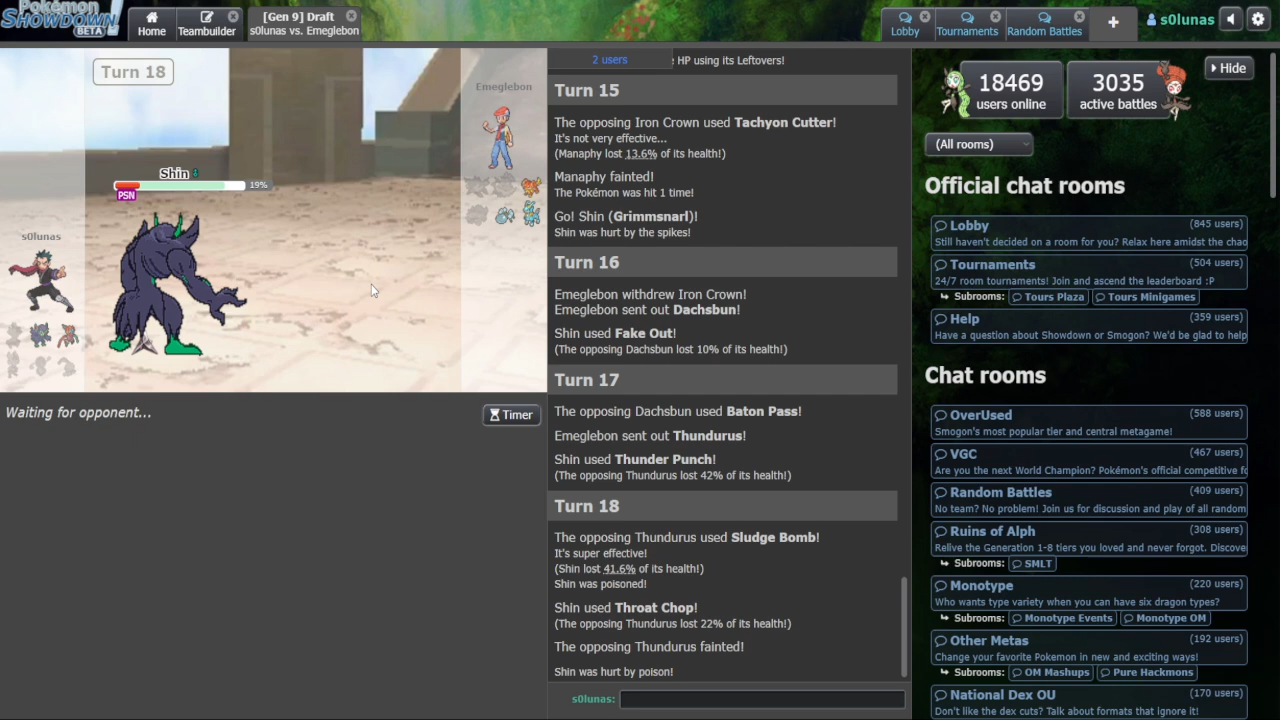 Pokémon
SHOWDOWN!
BETA
Home
Teambuilder
[Gen 9] Draft
s0lunas vs. Emeglebon
Lobby
Tournaments
Random Battles
+
s0lunas
Turn 18
Emeglebon
Shin
19%
PSN
s0lunas
Waiting for opponent...
Timer
2 users
HP using its Leftovers!
Turn 15
The opposing Iron Crown used Tachyon Cutter!
It's not very effective...
(Manaphy lost 13.6% of its health!)
Manaphy fainted!
The Pokémon was hit 1 time!
Go! Shin (Grimmsnarl)!
Shin was hurt by the spikes!
Turn 16
Emeglebon withdrew Iron Crown!
Emeglebon sent out Dachsbun!
Shin used Fake Out!
(The opposing Dachsbun lost 10% of its health!)
Turn 17
The opposing Dachsbun used Baton Pass!
Emeglebon sent out Thundurus!
Shin used Thunder Punch!
(The opposing Thundurus lost 42% of its health!)
Turn 18
The opposing Thundurus used Sludge Bomb!
It's super effective!
(Shin lost 41.6% of its health!)
Shin was poisoned!
Shin used Throat Chop!
(The opposing Thundurus lost 22% of its health!)
The opposing Thundurus fainted!
Shin was hurt by poison!
s0lunas:
18469
users online
3035
active battles
Hide
(All rooms)
Official chat rooms
Lobby (845 users)
Still haven't decided on a room for you? Relax here amidst the chao
Tournaments (504 users)
24/7 room tournaments! Join and ascend the leaderboard :P
Subrooms: Tours Plaza Tours Minigames
Help (359 users)
Have a question about Showdown or Smogon? We'd be glad to help
Chat rooms
OverUsed (588 users)
Smogon's most popular tier and central metagame!
VGC (467 users)
Are you the next World Champion? Pokémon's official competitive fo
Random Battles (409 users)
No team? No problem! Join us for discussion and play of all random
Ruins of Alph (308 users)
Relive the Generation 1-8 tiers you loved and never forgot. Discove
Subrooms: SMLT
Monotype (220 users)
Who wants type variety when you can have six dragon types?
Subrooms: Monotype Events Monotype OM
Other Metas (192 users)
Change your favorite Pokemon in new and exciting ways!
Subrooms: OM Mashups Pure Hackmons
National Dex OU (170 users)
Don't like the dex cuts? Talk about formats that ignore it!